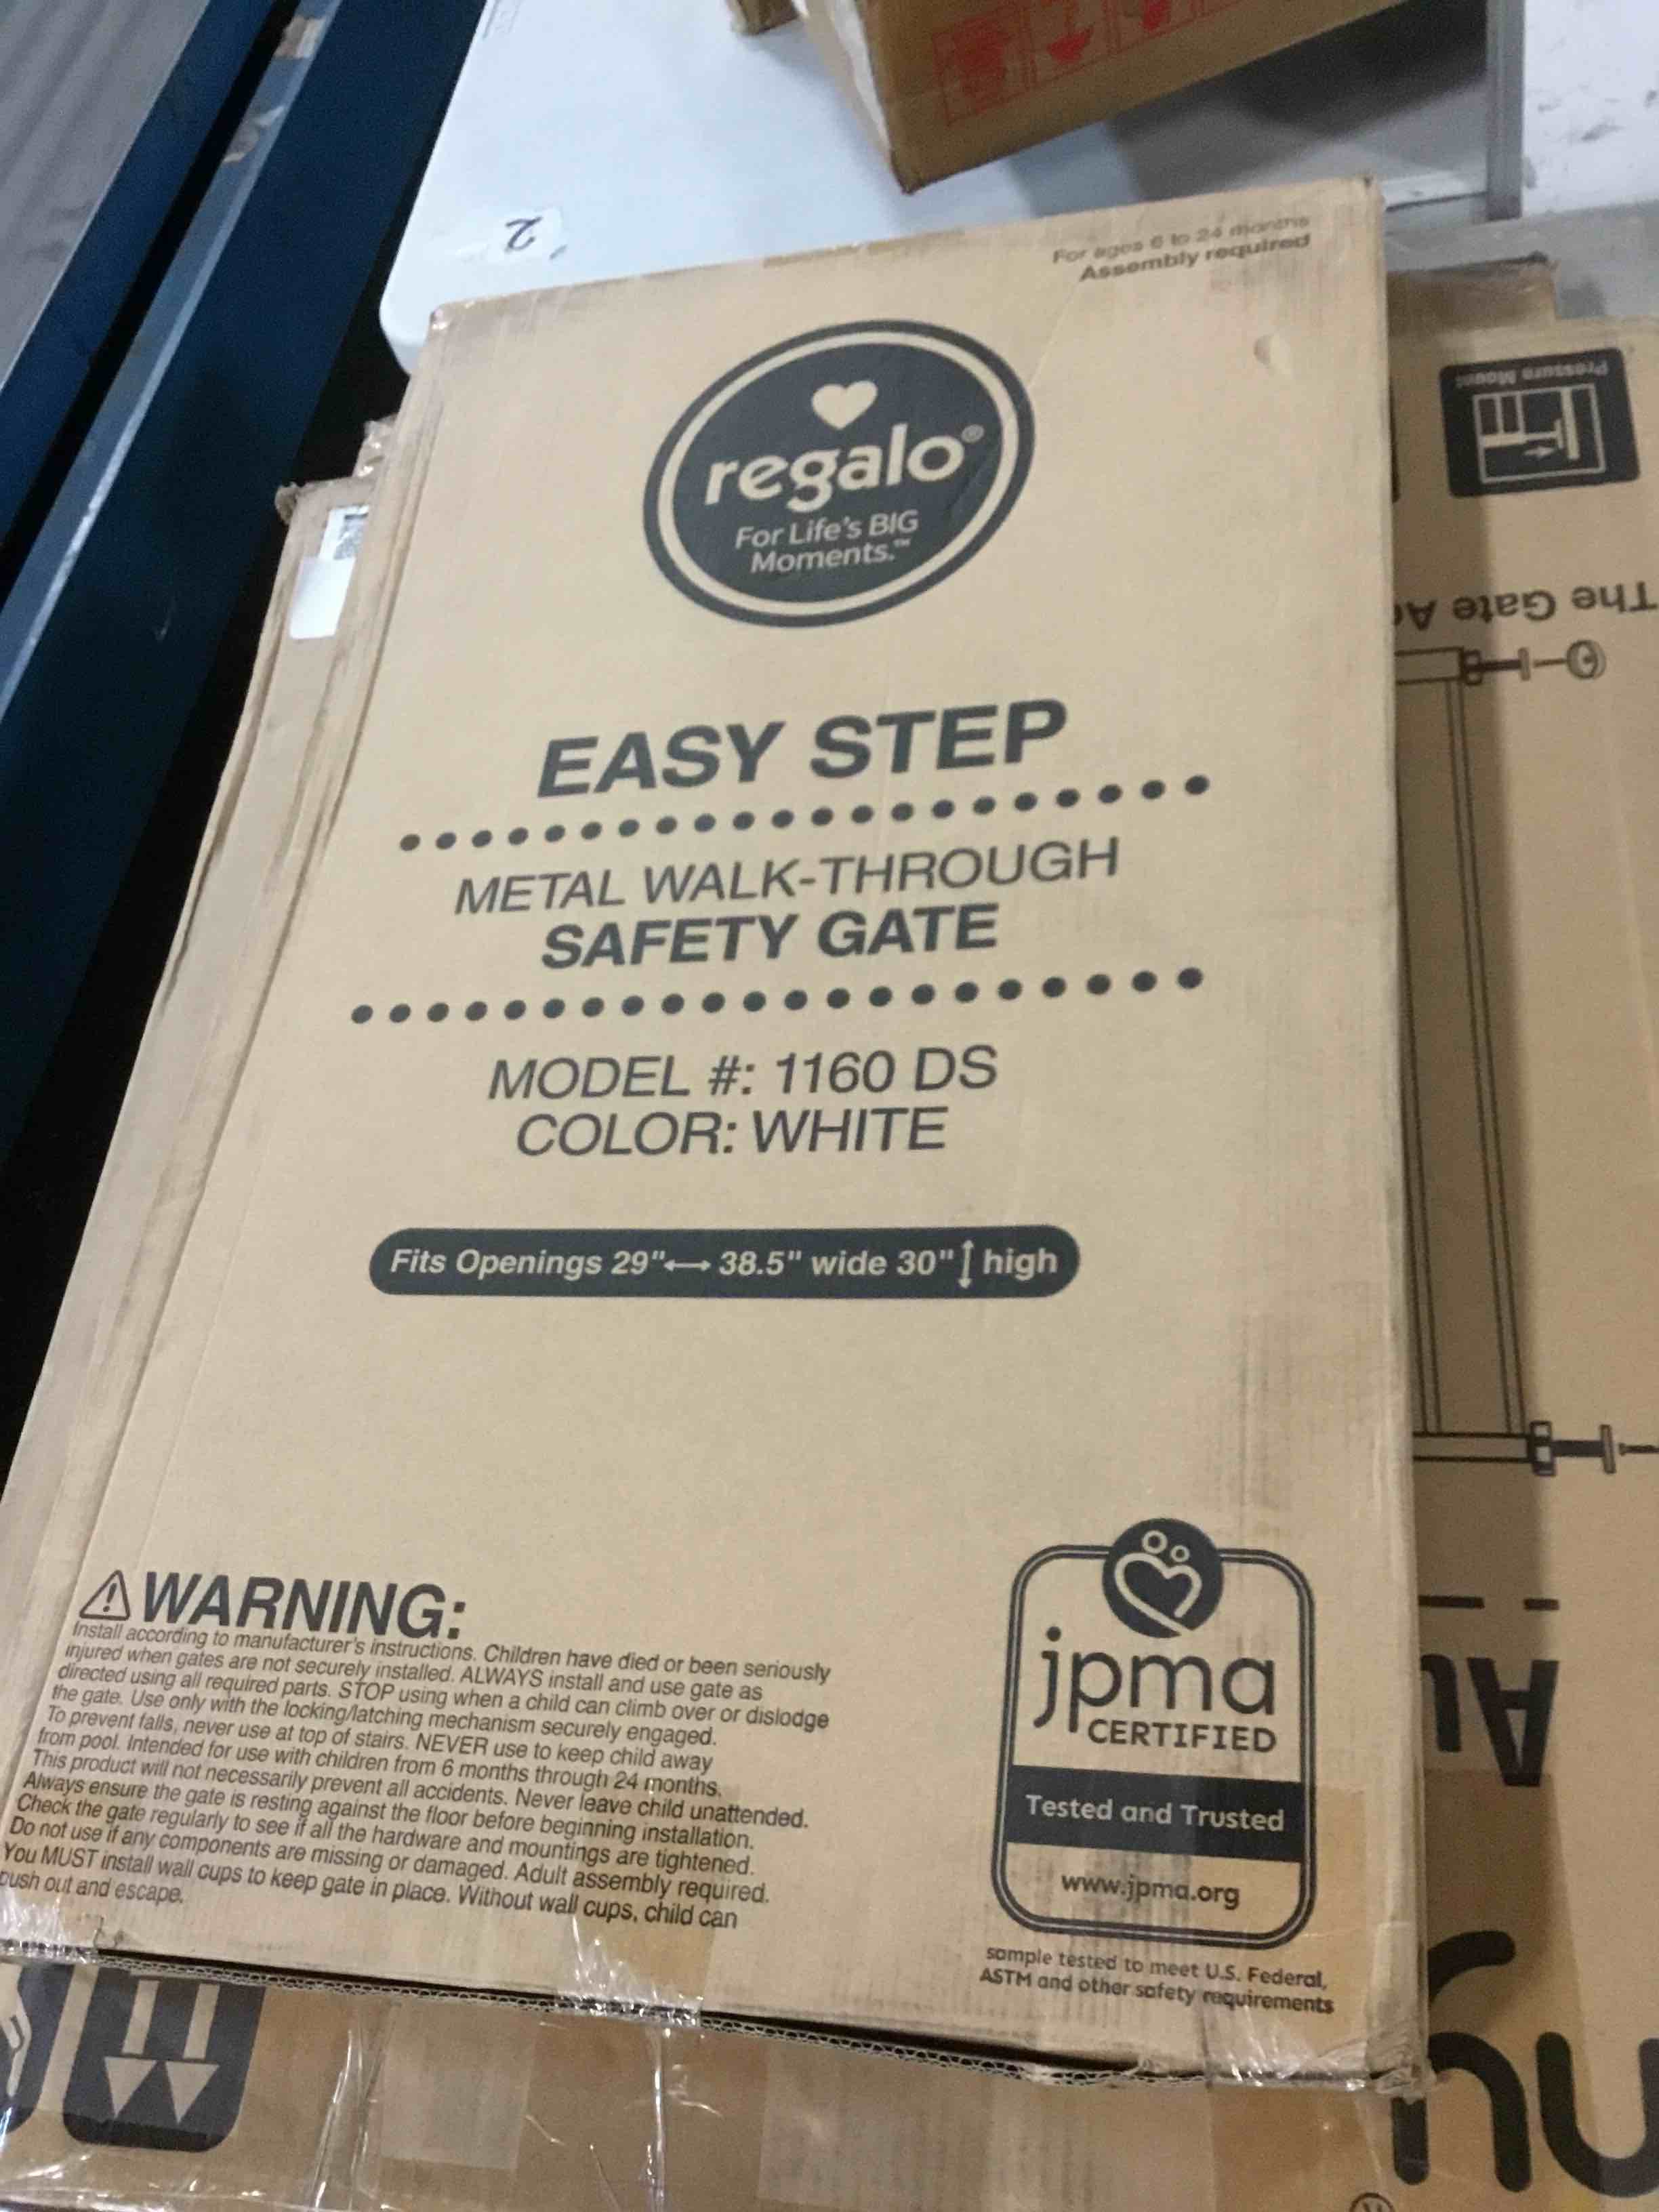 2
For ages 6 to 24 months
Assembly required
regalo®
For Life's BIG
Moments.™
EASY STEP
METAL WALK-THROUGH
SAFETY GATE
MODEL #: 1160 DS
COLOR: WHITE
Fits Openings 29"↔ 38.5" wide 30"↕ high
⚠WARNING:
Install according to manufacturer's instructions. Children have died or been seriously
injured when gates are not securely installed. ALWAYS install and use gate as
directed using all required parts. STOP using when a child can climb over or dislodge
the gate. Use only with the locking/latching mechanism securely engaged.
To prevent falls, never use at top of stairs. NEVER use to keep child away
from pool. Intended for use with children from 6 months through 24 months.
This product will not necessarily prevent all accidents. Never leave child unattended.
Always ensure the gate is resting against the floor before beginning installation.
Check the gate regularly to see if all the hardware and mountings are tightened.
Do not use if any components are missing or damaged. Adult assembly required.
You MUST install wall cups to keep gate in place. Without wall cups, child can
push out and escape.
jpma
CERTIFIED
Tested and Trusted
www.jpma.org
sample tested to meet U.S. Federal,
ASTM and other safety requirements
Pressure Mount
The Gate